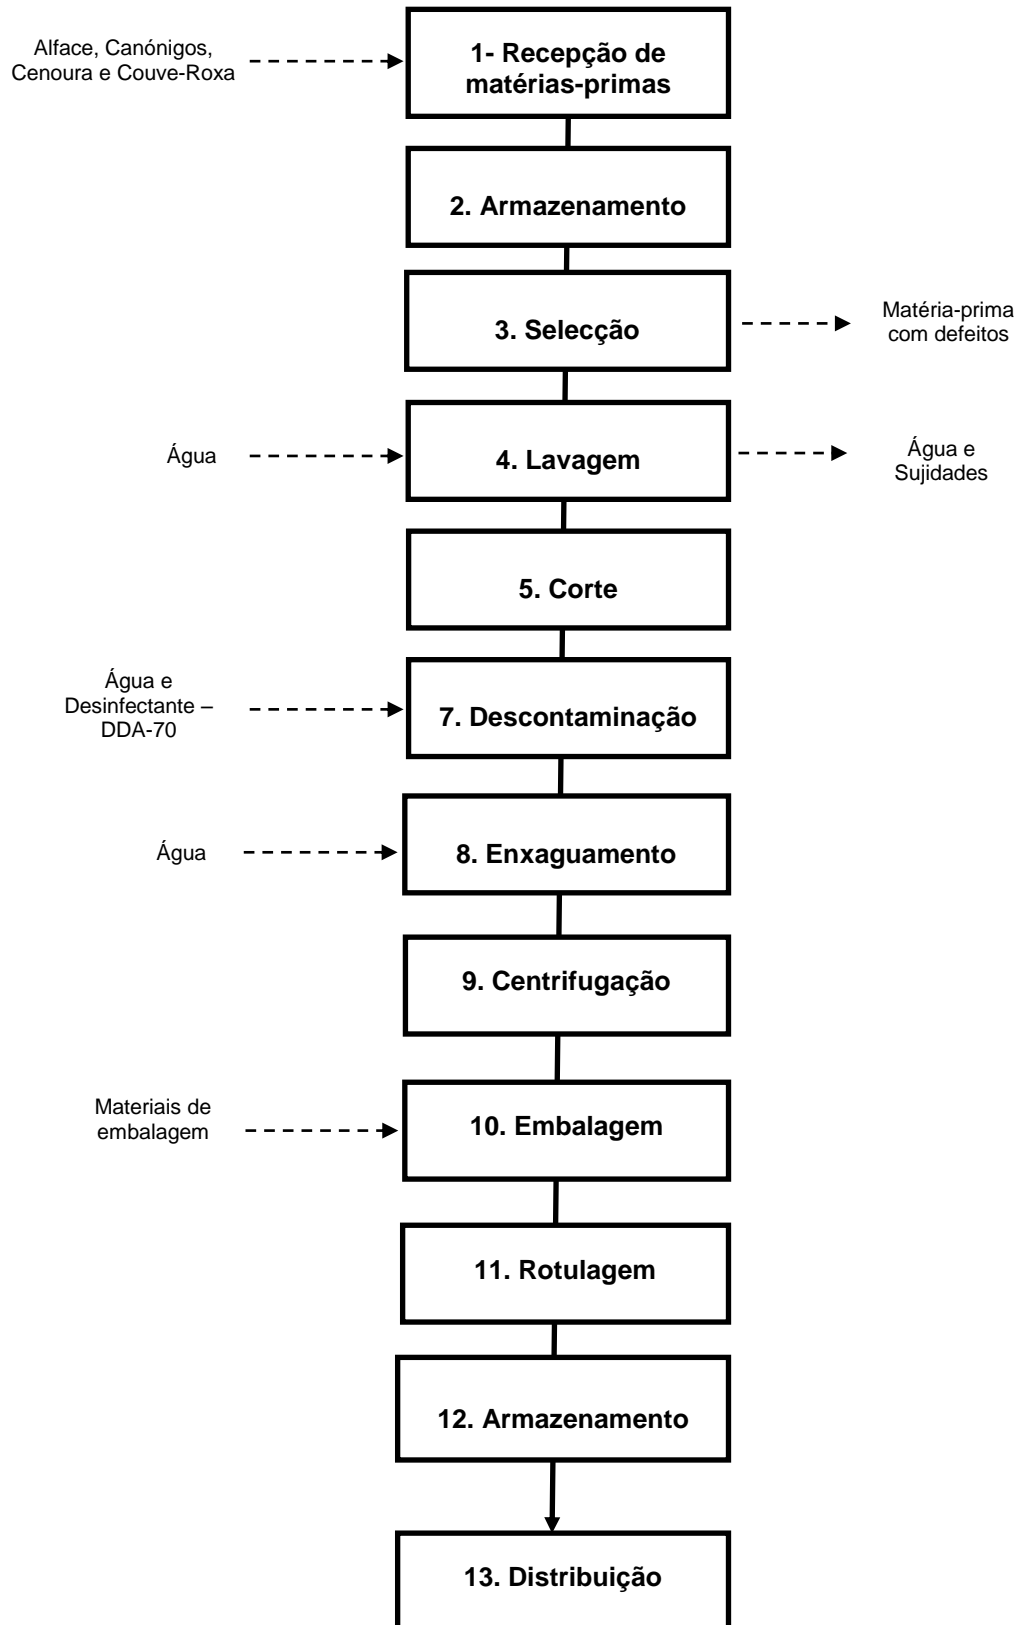 Alface, Canónigos,
Cenoura e Couve-Roxa
1- Recepção de
matérias-primas
2. Armazenamento
3. Selecção
Matéria-prima
com defeitos
Água
4. Lavagem
Água e
Sujidades
5. Corte
Água e
Desinfectante –
DDA-70
7. Descontaminação
Água
8. Enxaguamento
9. Centrifugação
Materiais de
embalagem
10. Embalagem
11. Rotulagem
12. Armazenamento
13. Distribuição